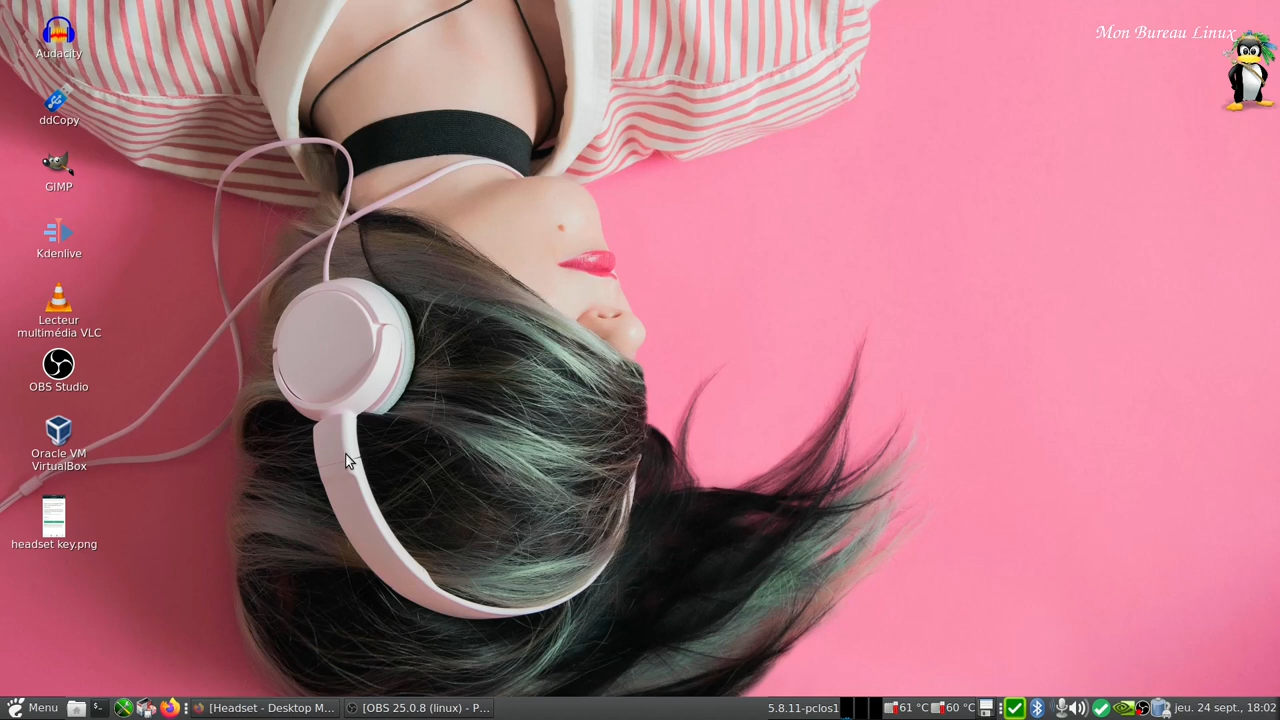 Mon Bureau Linux
Audacity
ddCopy
GIMP
Kdenlive
Lecteur
multimédia VLC
OBS Studio
Oracle VM
VirtualBox
headset key.png
Menu
[Headset - Desktop M...
[OBS 25.0.8 (linux) - P...
5.8.11-pclos1
61 °C
60 °C
jeu. 24 sept., 18:02